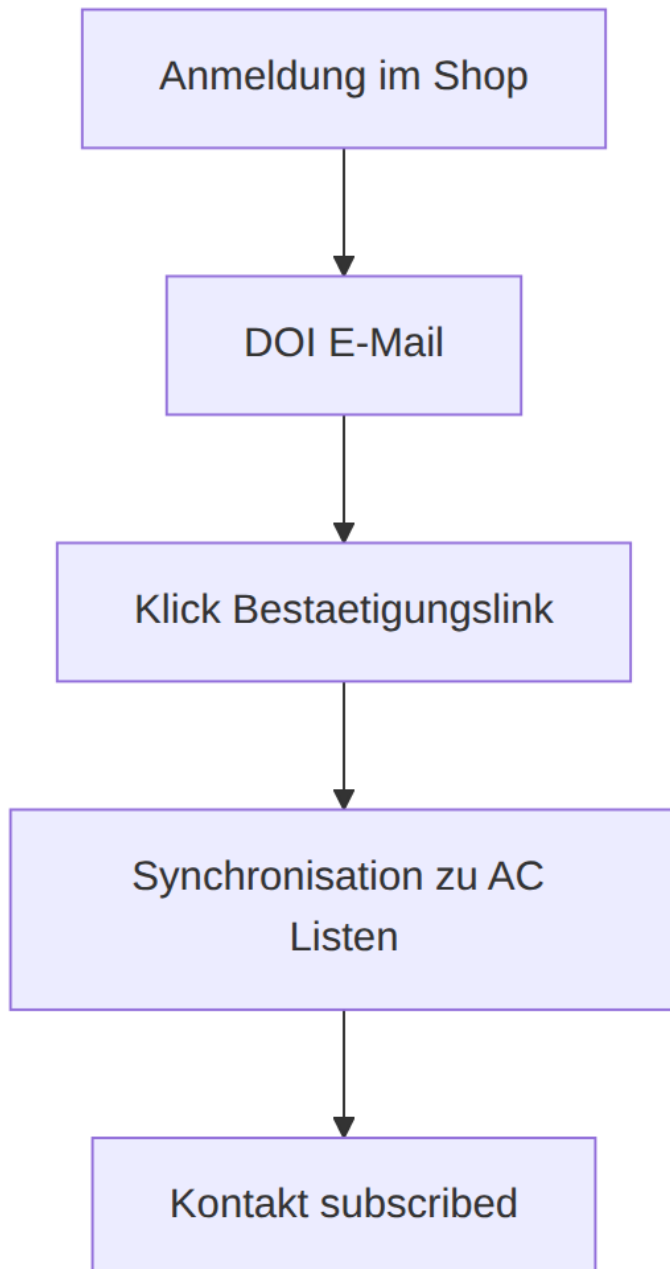 Anmeldung im Shop
DOI E-Mail
Klick Bestaetigungslink
Synchronisation zu AC
Listen
Kontakt subscribed